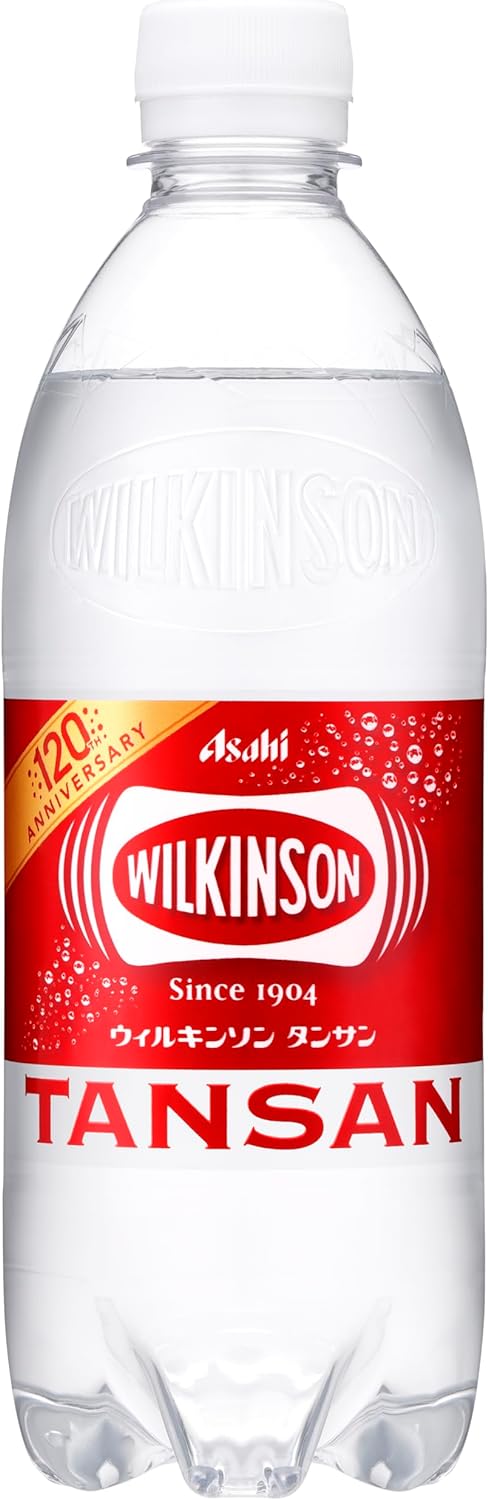 WILKINSON
120TH
ANNIVERSARY
Asahi
WILKINSON
Since 1904
ウィルキンソン タンサン
TANSAN